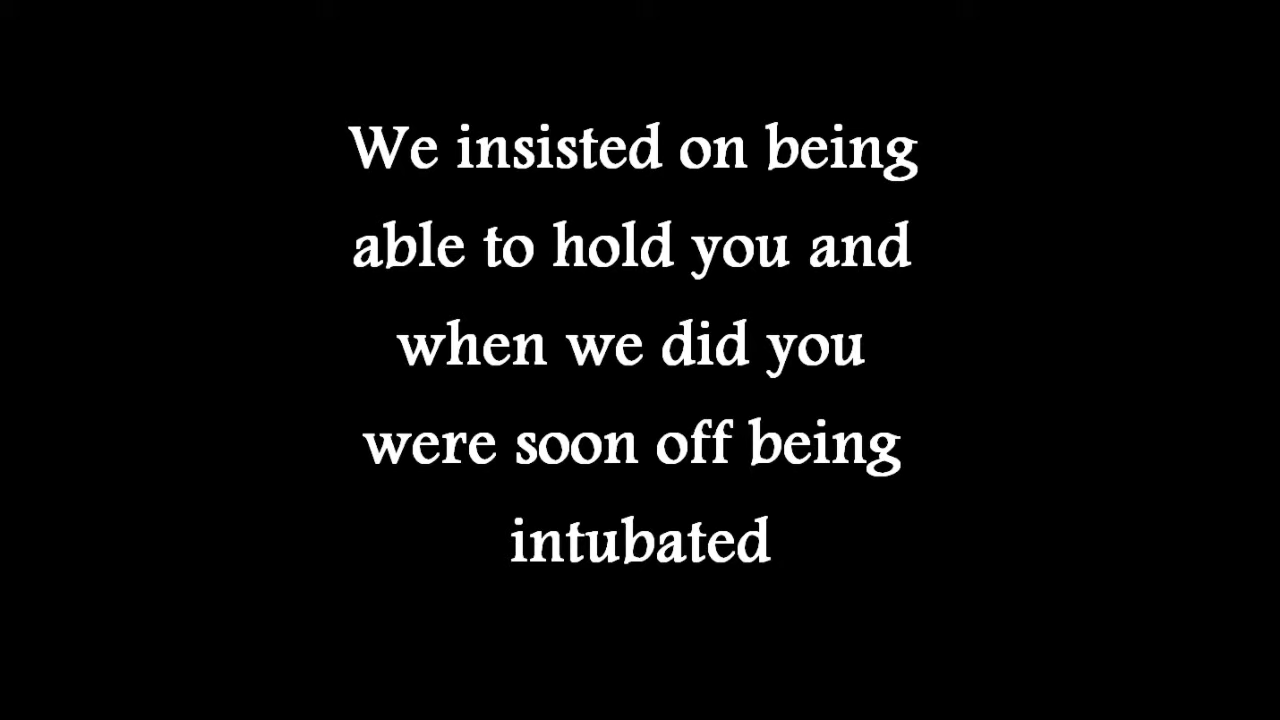 We insisted on being
able to hold you and
when we did you
were soon off being
intubated